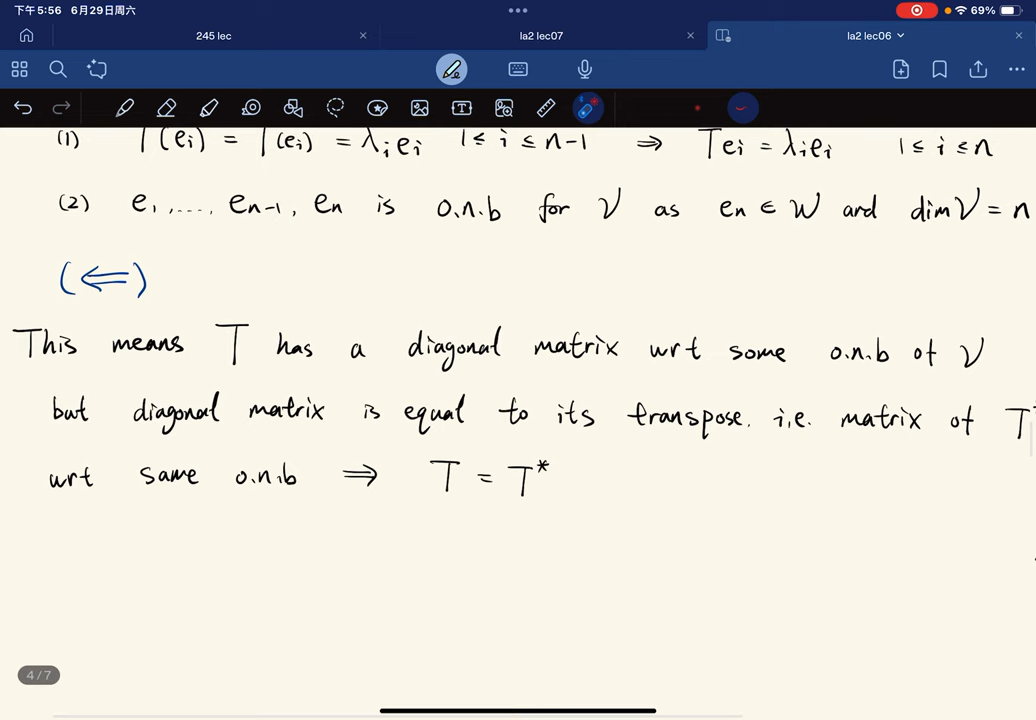 下午5:56 6月29日周六
69%
245 lec
la2 lec07
la2 lec06
(1) T(ei) = T(ei) = λiei 1 ≤ i ≤ n-1 ⇒ Tei = λiei 1 ≤ i ≤ n
(2) e1, ...., en-1, en is o.n.b for V as en ∈ W and dimV = n
(⇐)
This means T has a diagonal matrix wrt some o.n.b of V
but diagonal matrix is equal to its transpose. i.e. matrix of T
wrt same o.n.b ⇒ T = T*
4 / 7